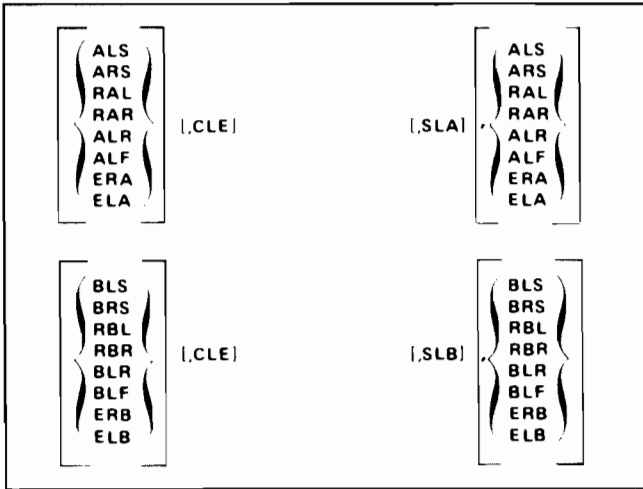 ALS ALS
ARS ARS
RAL RAL
RAR RAR
[,CLE] [,SLA] ,
ALR ALR
ALF ALF
ERA ERA
ELA ELA
BLS BLS
BRS BRS
RBL RBL
RBR RBR
[,CLE] [,SLB] ,
BLR BLR
BLF BLF
ERB ERB
ELB ELB